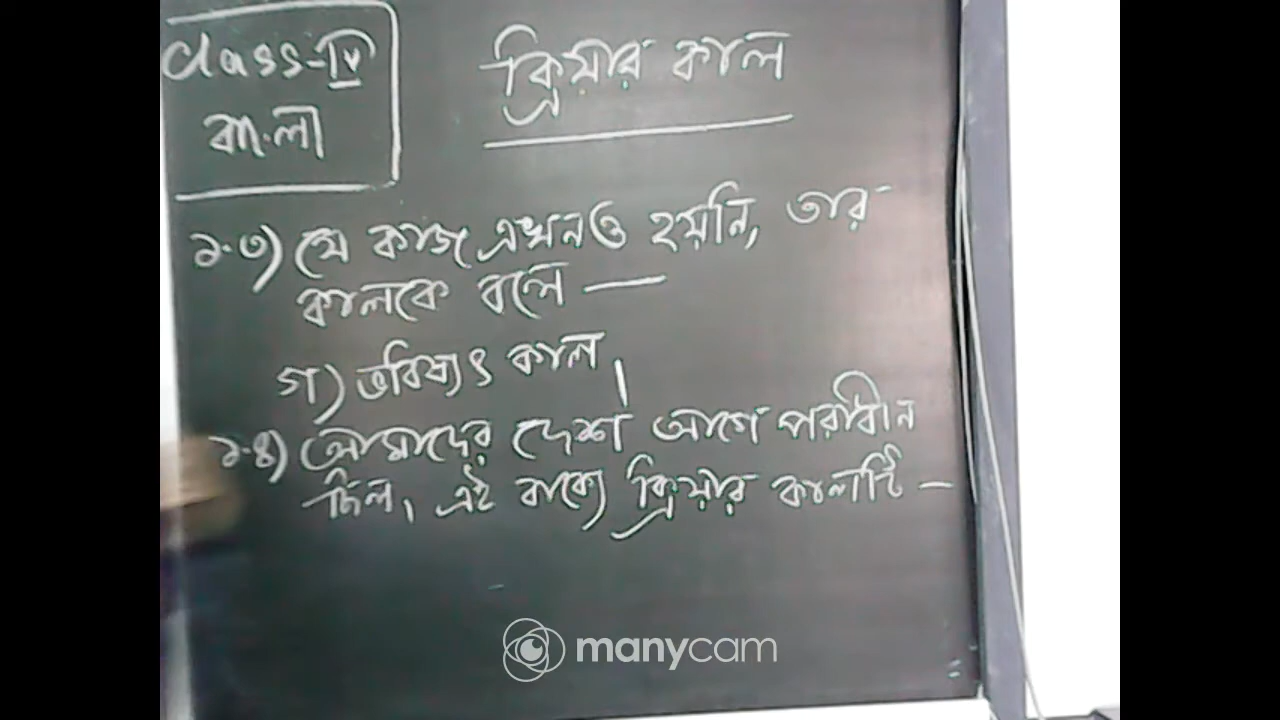 Class-IV
বাংলা
ক্রিয়ার কাল
১.৩) যে কাজ এখনও হয়নি, তার
কালকে বলে —
গ) ভবিষ্যৎ কাল।
১.৪) আমাদের দেশ আগে পরাধীন
ছিল। এই বাক্যে ক্রিয়ার কালটি —
manycam